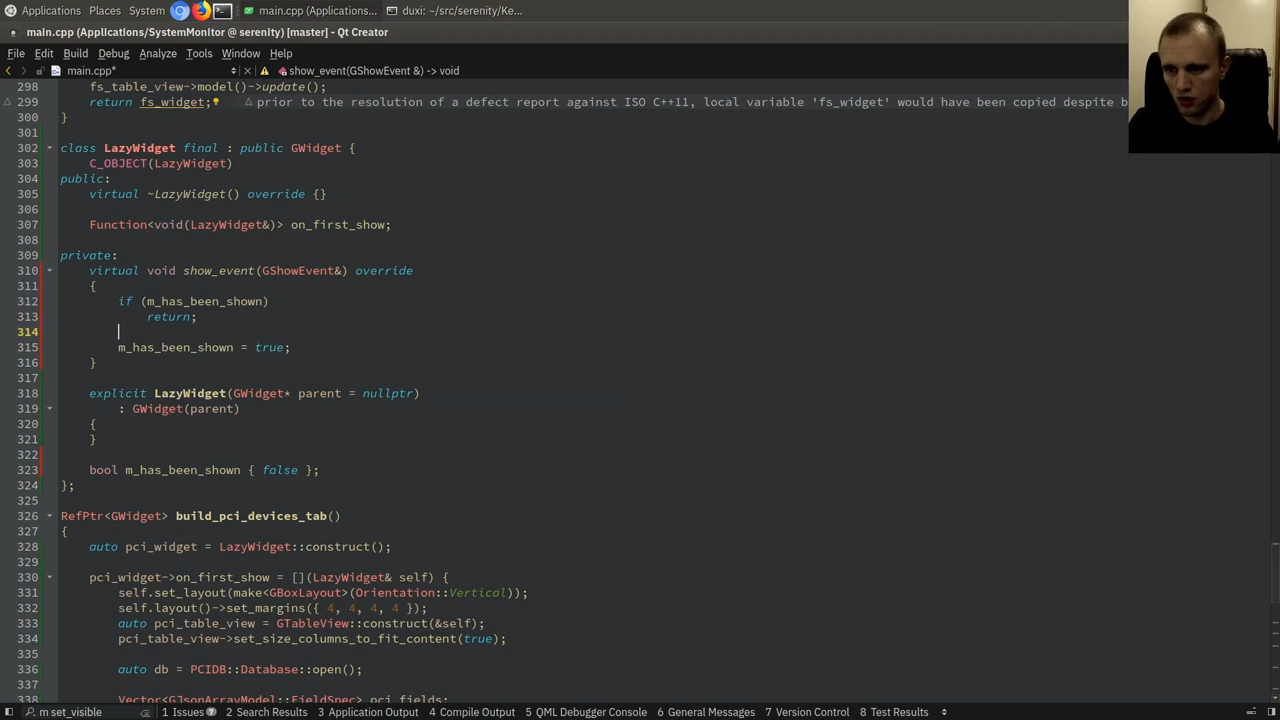 Applications Places main.cpp (Applications... duxi: ~/src/serenity/Ke...
main.cpp (Applications/SystemMonitor @ serenity) [master] - Qt Creator
File Edit Build Debug Analyze Tools Window Help
main.cpp* show_event(GShowEvent &) -> void
298 fs_table_view->model()->update();
299 return fs_widget; prior to the resolution of a defect report against ISO C++11, local variable 'fs_widget' would have been copied despite b
300 }
301
302 class LazyWidget final : public GWidget {
303 C_OBJECT(LazyWidget)
304 public:
305 virtual ~LazyWidget() override {}
306
307 Function<void(LazyWidget&)> on_first_show;
308
309 private:
310 virtual void show_event(GShowEvent&) override
311 {
312 if (m_has_been_shown)
313 return;
314
315 m_has_been_shown = true;
316 }
317
318 explicit LazyWidget(GWidget* parent = nullptr)
319 : GWidget(parent)
320 {
321 }
322
323 bool m_has_been_shown { false };
324 };
325
326 RefPtr<GWidget> build_pci_devices_tab()
327 {
328 auto pci_widget = LazyWidget::construct();
329
330 pci_widget->on_first_show = [](LazyWidget& self) {
331 self.set_layout(make<GBoxLayout>(Orientation::Vertical));
332 self.layout()->set_margins({ 4, 4, 4, 4 });
333 auto pci_table_view = GTableView::construct(&self);
334 pci_table_view->set_size_columns_to_fit_content(true);
335
336 auto db = PCIDB::Database::open();
337
338 Vector<GJsonArrayModel::FieldSpec> pci_fields;
m set_visible 1 Issues 7 2 Search Results 3 Application Output 4 Compile Output 5 QML Debugger Console 6 General Messages 7 Version Control 8 Test Results